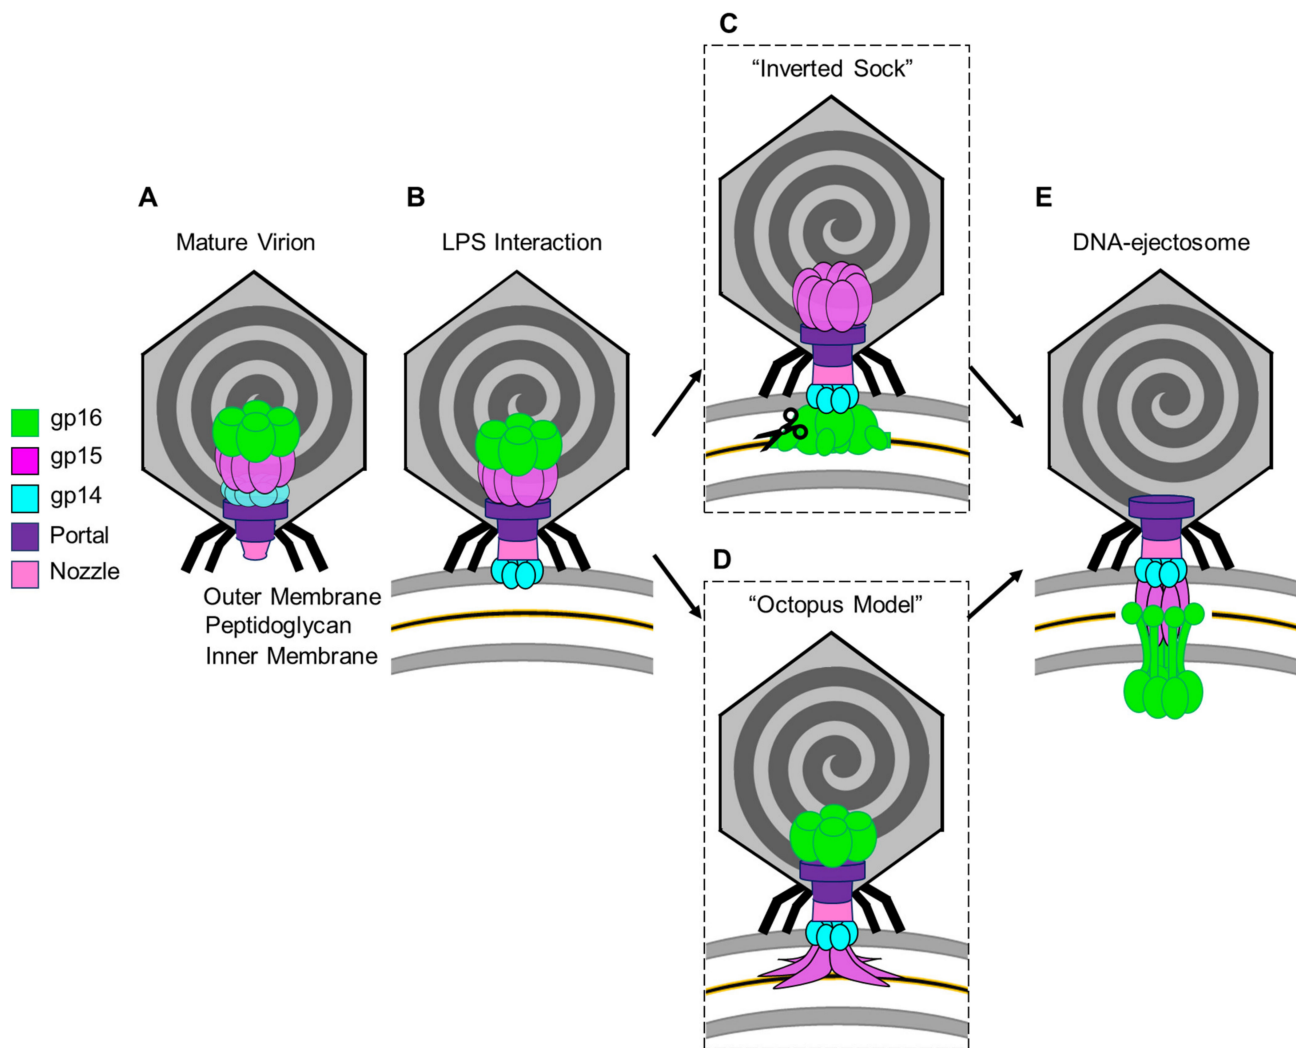 C
"Inverted Sock"
A
Mature Virion
B
LPS Interaction
E
DNA-ejectosome
gp16
gp15
gp14
Portal
Nozzle
Outer Membrane
Peptidoglycan
Inner Membrane
D
"Octopus Model"